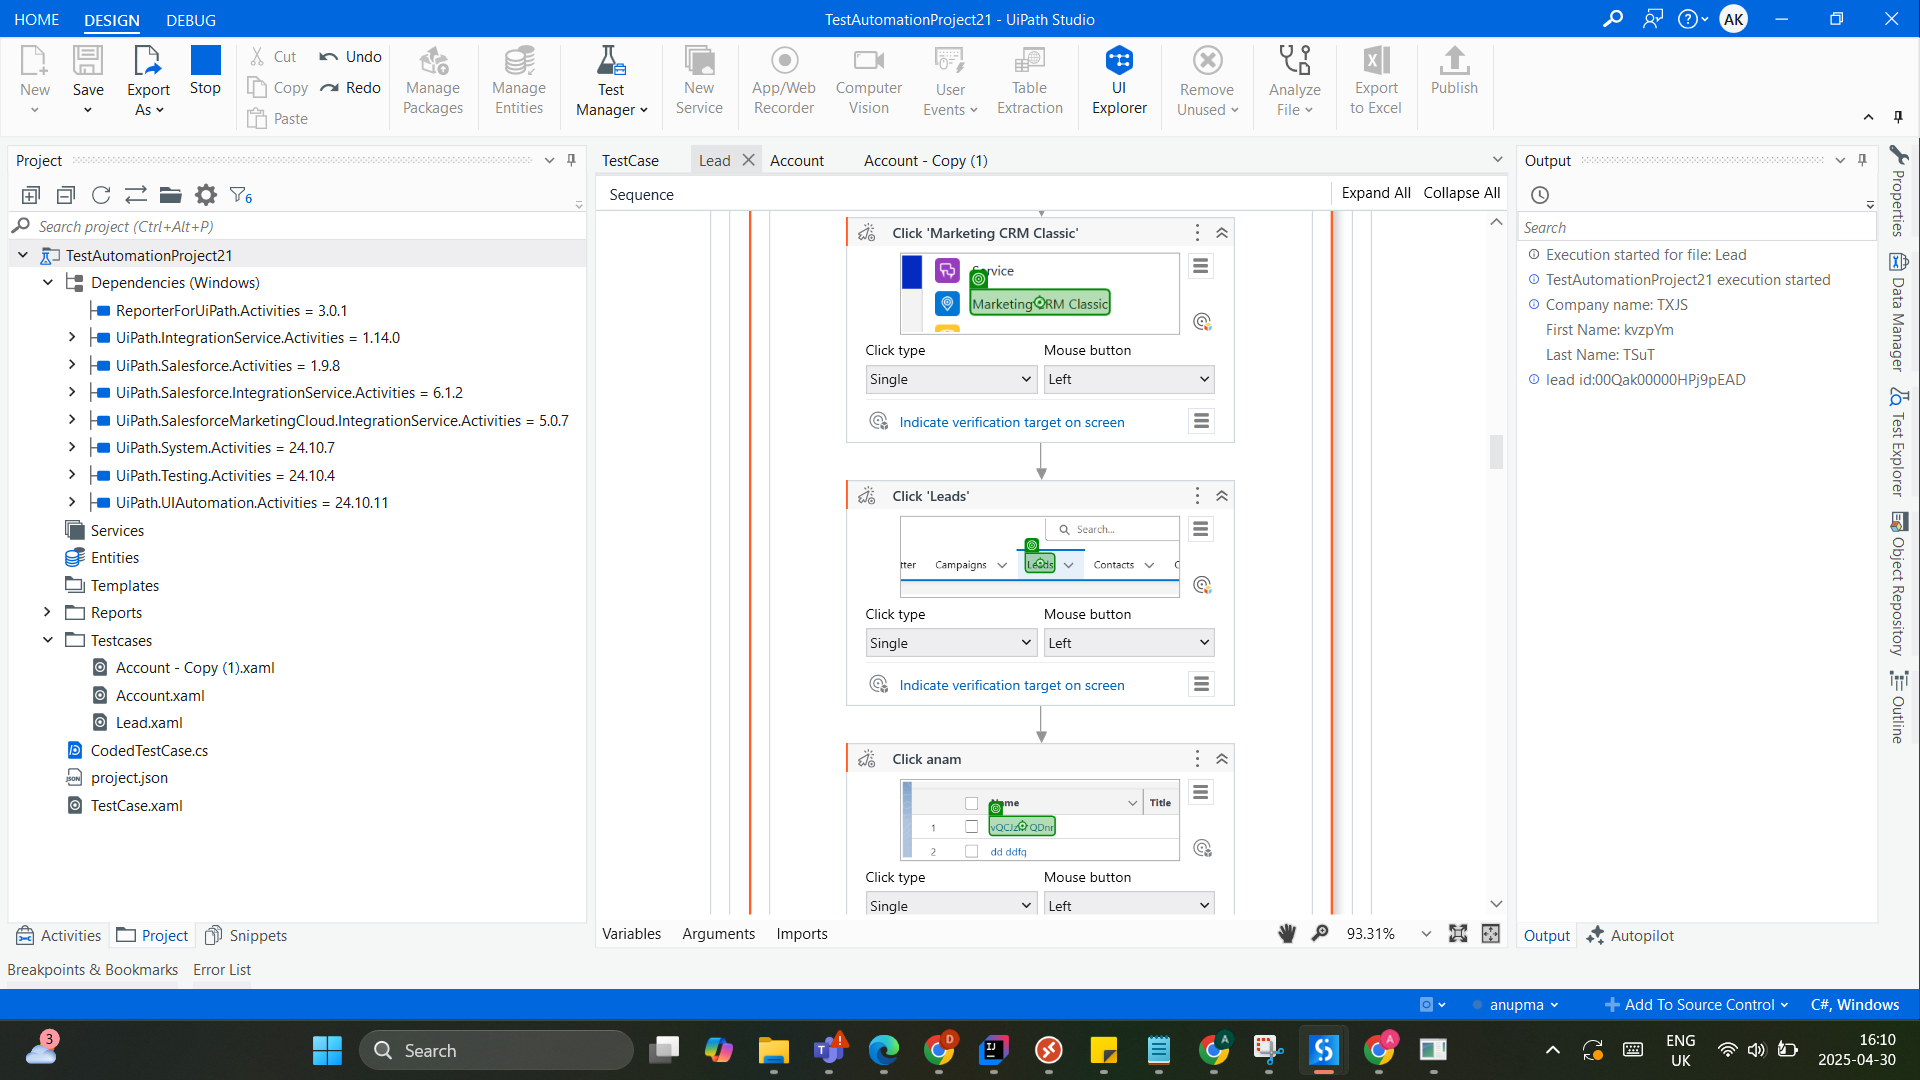 HOME DESIGN DEBUG TestAutomationProject21 - UiPath Studio AK
New Save Export As Stop Cut Copy Paste Undo Redo Manage Packages Manage Entities Test Manager New Service App/Web Recorder Computer Vision User Events Table Extraction UI Explorer Remove Unused Analyze File Export to Excel Publish
Project
6
Search project (Ctrl+Alt+P)
TestAutomationProject21
Dependencies (Windows)
ReporterForUiPath.Activities = 3.0.1
UiPath.IntegrationService.Activities = 1.14.0
UiPath.Salesforce.Activities = 1.9.8
UiPath.Salesforce.IntegrationService.Activities = 6.1.2
UiPath.SalesforceMarketingCloud.IntegrationService.Activities = 5.0.7
UiPath.System.Activities = 24.10.7
UiPath.Testing.Activities = 24.10.4
UiPath.UIAutomation.Activities = 24.10.11
Services
Entities
Templates
Reports
Testcases
Account - Copy (1).xaml
Account.xaml
Lead.xaml
CodedTestCase.cs
project.json
TestCase.xaml
Activities Project Snippets
Breakpoints & Bookmarks Error List
TestCase Lead Account Account - Copy (1)
Sequence Expand All Collapse All
Click 'Marketing CRM Classic'
Marketing CRM Classic
Click type Mouse button
Single Left
Indicate verification target on screen
Click 'Leads'
Search...
tter Campaigns Leads Contacts C
Click type Mouse button
Single Left
Indicate verification target on screen
Click anam
Title
1
2 dd ddfq
Click type Mouse button
Single Left
Variables Arguments Imports 93.31%
Output
Search
Execution started for file: Lead
TestAutomationProject21 execution started
Company name: TXJS
First Name: kvzpYm
Last Name: TSuT
lead id:00Qak00000HPj9pEAD
Output Autopilot
Properties
Data Manager
Test Explorer
Object Repository
Outline
anupma Add To Source Control C#, Windows
3 Search ENG UK 16:10 2025-04-30